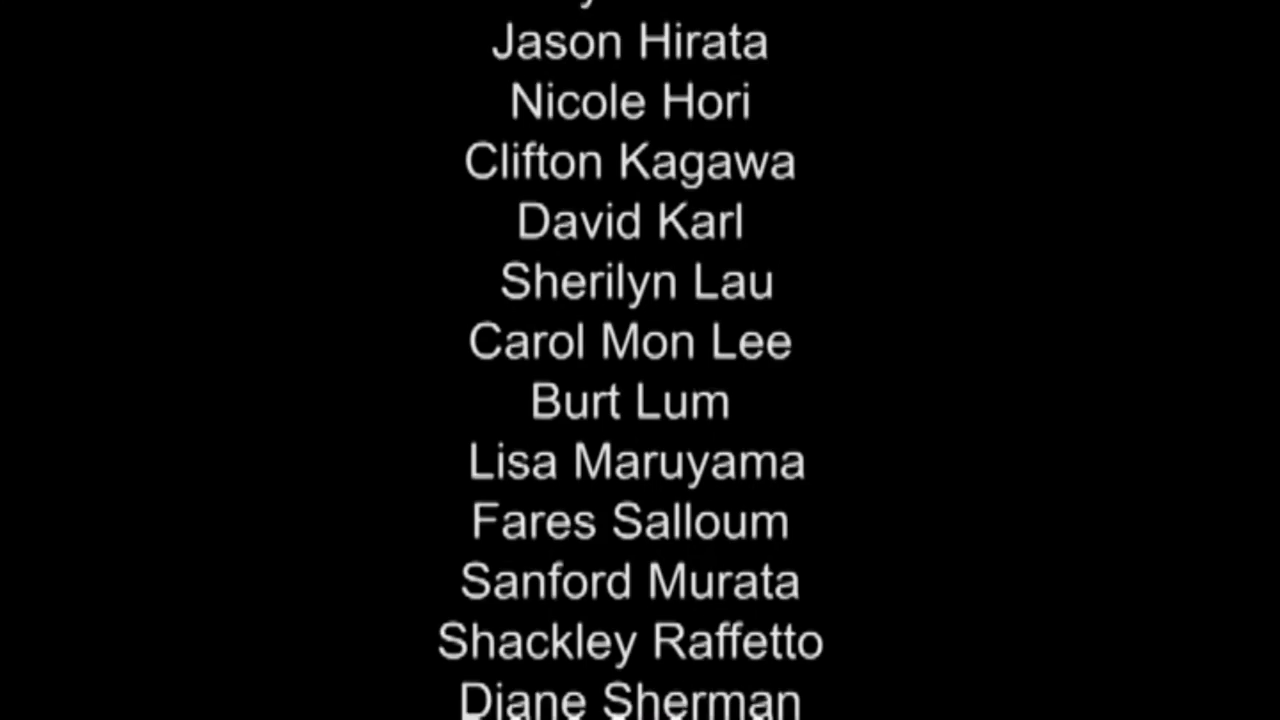 Jason Hirata
Nicole Hori
Clifton Kagawa
David Karl
Sherilyn Lau
Carol Mon Lee
Burt Lum
Lisa Maruyama
Fares Salloum
Sanford Murata
Shackley Raffetto
Diane Sherman